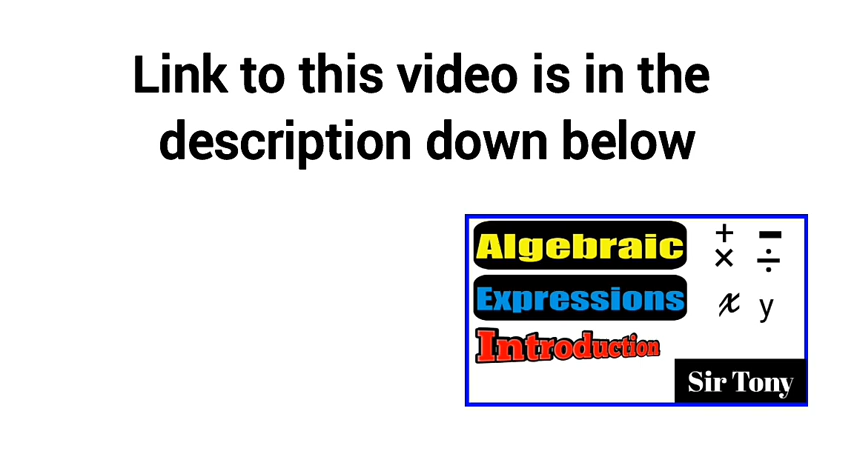 Link to this video is in the
description down below
Algebraic
+ −
× ÷
Expressions
x y
Introduction
Sir Tony